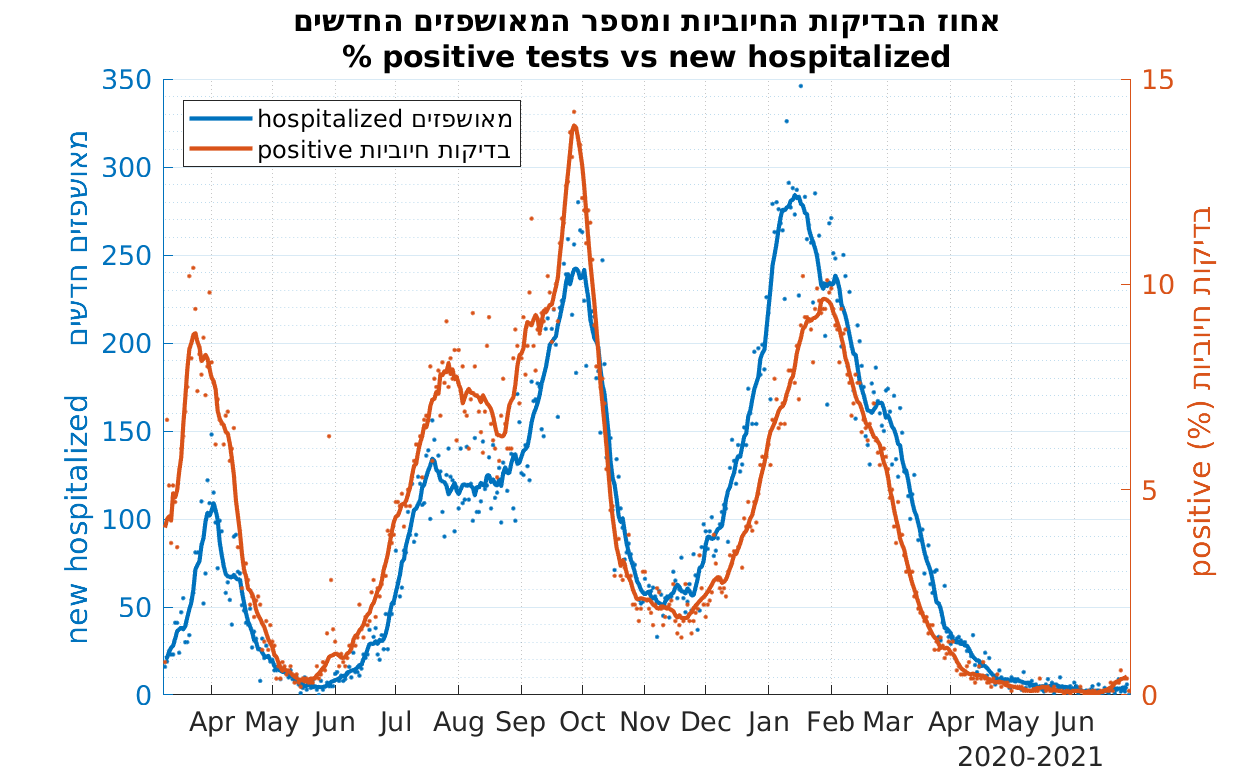 אחוז הבדיקות החיוביות ומספר המאושפזים החדשים
% positive tests vs new hospitalized
350
300
250
200
150
100
50
0
new hospitalized מאושפזים חדשים
hospitalized מאושפזים
positive בדיקות חיוביות
15
10
5
0
positive (%) בדיקות חיוביות
Apr May Jun Jul Aug Sep Oct Nov Dec Jan Feb Mar Apr May Jun
2020-2021